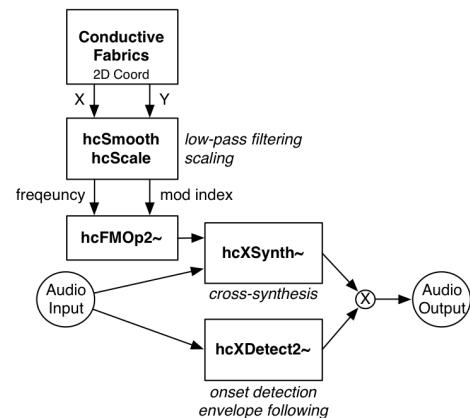 Conductive
Fabrics
2D Coord
X Y
hcSmooth
hcScale
low-pass filtering
scaling
freqeuncy mod index
hcFMOp2~
hcXSynth~
cross-synthesis
Audio
Input
X
Audio
Output
hcXDetect2~
onset detection
envelope following